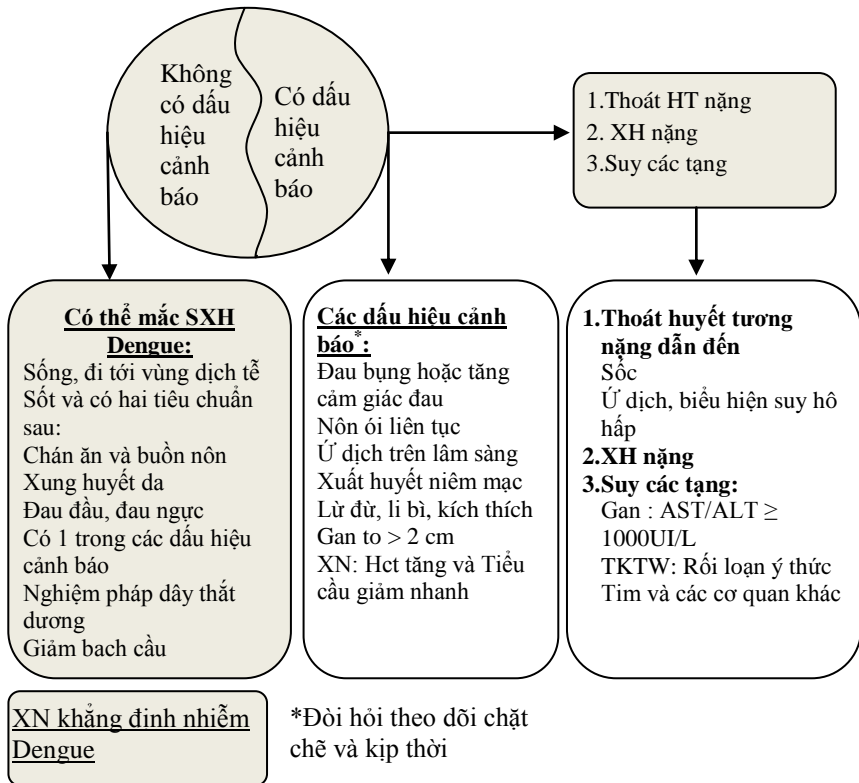 Không
có dấu
hiệu
cảnh
báo
Có dấu
hiệu
cảnh
báo
1.Thoát HT nặng
2. XH nặng
3.Suy các tạng
Có thể mắc SXH
Dengue:
Sống, đi tới vùng dịch tễ
Sốt và có hai tiêu chuẩn
sau:
Chán ăn và buồn nôn
Xung huyết da
Đau đầu, đau ngực
Có 1 trong các dấu hiệu
cảnh báo
Nghiệm pháp dây thắt
dương
Giảm bach cầu
Các dấu hiệu cảnh
báo*:
Đau bụng hoặc tăng
cảm giác đau
Nôn ói liên tục
Ứ dịch trên lâm sàng
Xuất huyết niêm mạc
Lừ đừ, li bì, kích thích
Gan to > 2 cm
XN: Hct tăng và Tiểu
cầu giảm nhanh
1.Thoát huyết tương
nặng dẫn đến
Sốc
Ứ dịch, biểu hiện suy hô
hấp
2.XH nặng
3.Suy các tạng:
Gan : AST/ALT ≥
1000UI/L
TKTW: Rối loạn ý thức
Tim và các cơ quan khác
XN khẳng định nhiễm
Dengue
*Đòi hỏi theo dõi chặt
chẽ và kịp thời